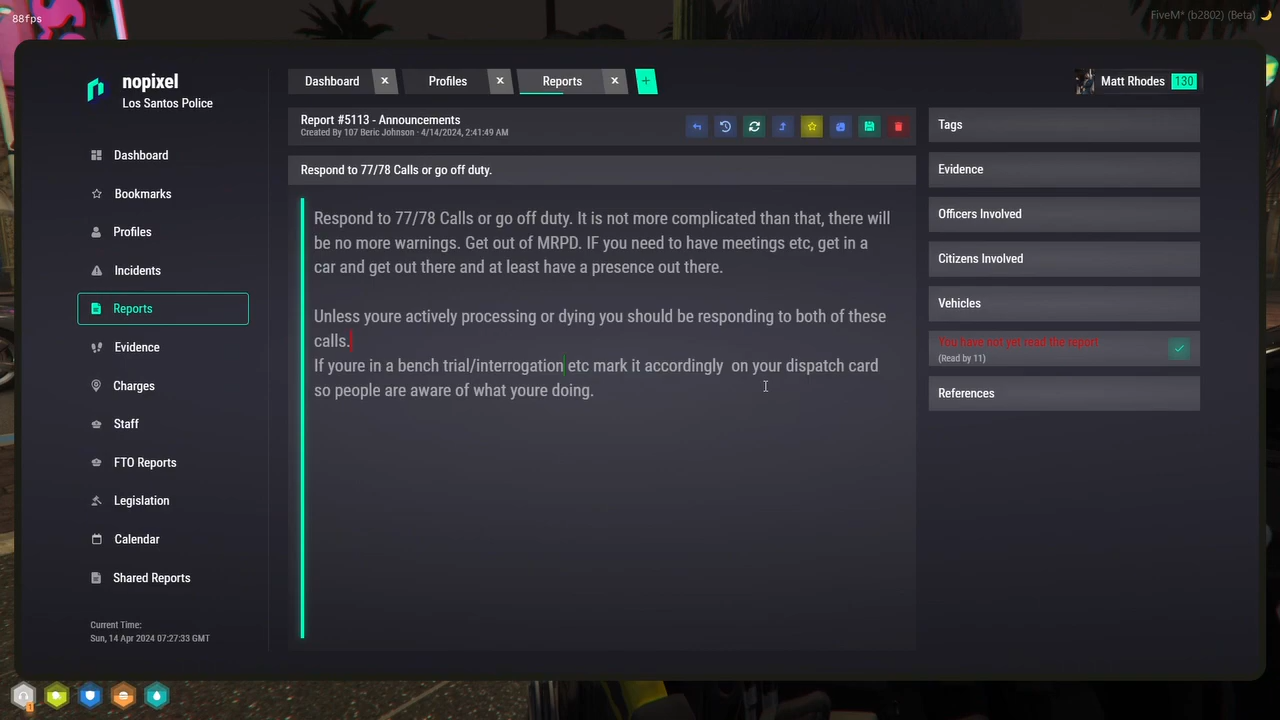 88fps
FiveM* (b2802) (Beta)
nopixel
Los Santos Police
Dashboard
Profiles
Reports
+
Matt Rhodes 130
Report #5113 - Announcements
Created By 107 Beric Johnson · 4/14/2024, 2:41:49 AM
Respond to 77/78 Calls or go off duty.
Respond to 77/78 Calls or go off duty. It is not more complicated than that, there will
be no more warnings. Get out of MRPD. IF you need to have meetings etc, get in a
car and get out there and at least have a presence out there.
Unless youre actively processing or dying you should be responding to both of these
calls.
If youre in a bench trial/interrogation etc mark it accordingly  on your dispatch card
so people are aware of what youre doing.
Dashboard
Bookmarks
Profiles
Incidents
Reports
Evidence
Charges
Staff
FTO Reports
Legislation
Calendar
Shared Reports
Current Time:
Sun, 14 Apr 2024 07:27:33 GMT
Tags
Evidence
Officers Involved
Citizens Involved
Vehicles
You have not yet read the report
(Read by 11)
References
1